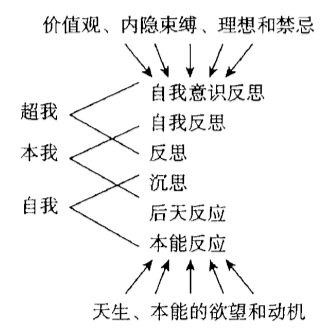 价值观、内隐束缚、理想和禁忌
自我意识反思
超我
自我反思
本我
反思
沉思
自我
后天反应
本能反应
天生、本能的欲望和动机